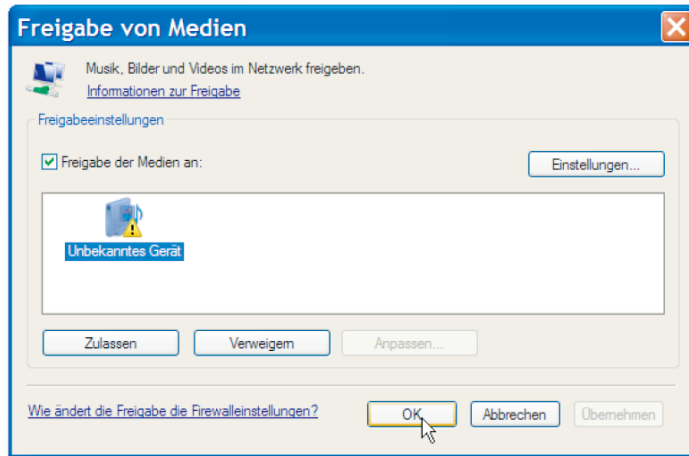 Freigabe von Medien
Musik, Bilder und Videos im Netzwerk freigeben.
Informationen zur Freigabe
Freigabeeinstellungen
Freigabe der Medien an:
Einstellungen...
Unbekanntes Gerät
Zulassen
Verweigern
Anpassen...
Wie ändert die Freigabe die Firewalleinstellungen?
OK
Abbrechen
Übernehmen